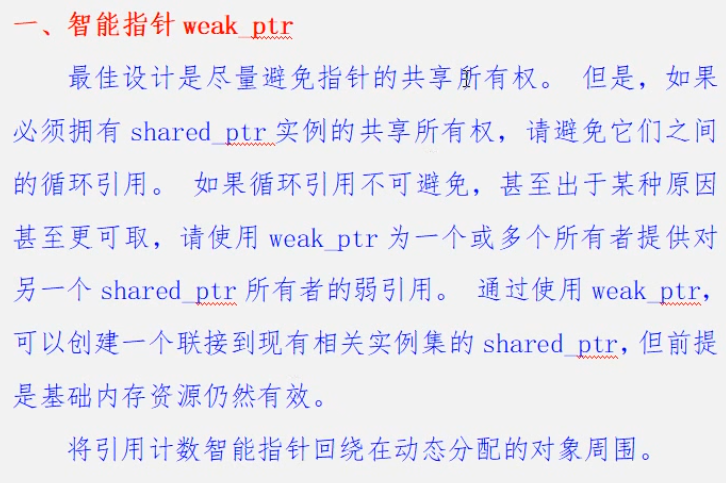 一、智能指针 weak_ptr
最佳设计是尽量避免指针的共享所有权。 但是，如果
必须拥有 shared_ptr 实例的共享所有权，请避免它们之间
的循环引用。 如果循环引用不可避免，甚至出于某种原因
甚至更可取，请使用 weak_ptr 为一个或多个所有者提供对
另一个 shared_ptr 所有者的弱引用。 通过使用 weak_ptr，
可以创建一个联接到现有相关实例集的 shared_ptr，但前提
是基础内存资源仍然有效。
将引用计数智能指针回绕在动态分配的对象周围。